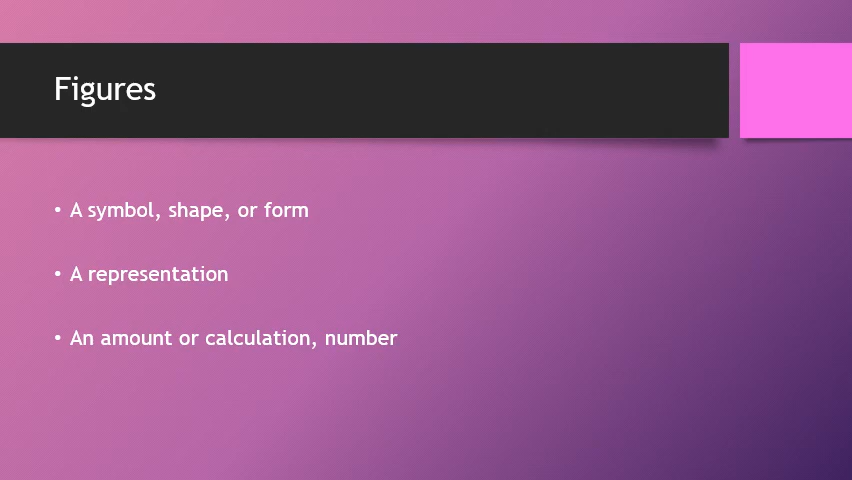 Figures
• A symbol, shape, or form
• A representation
• An amount or calculation, number